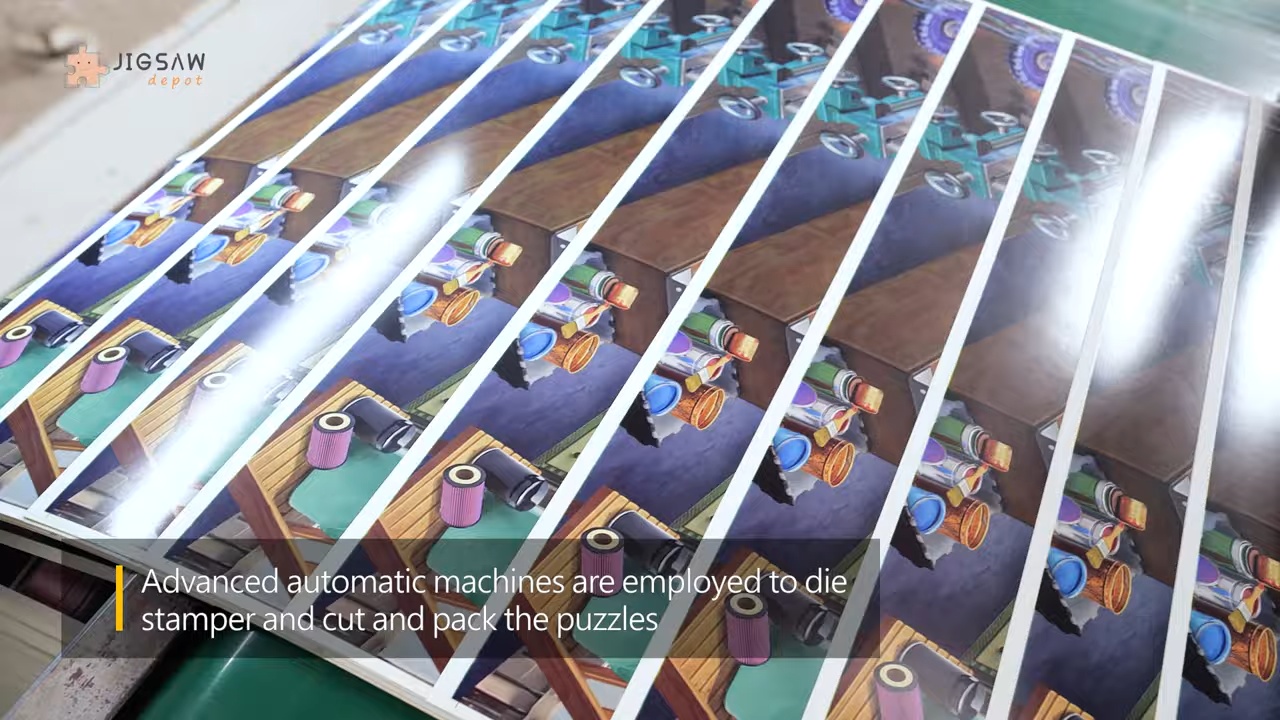 JIGSAW
depot
Advanced automatic machines are employed to die
stamper and cut and pack the puzzles